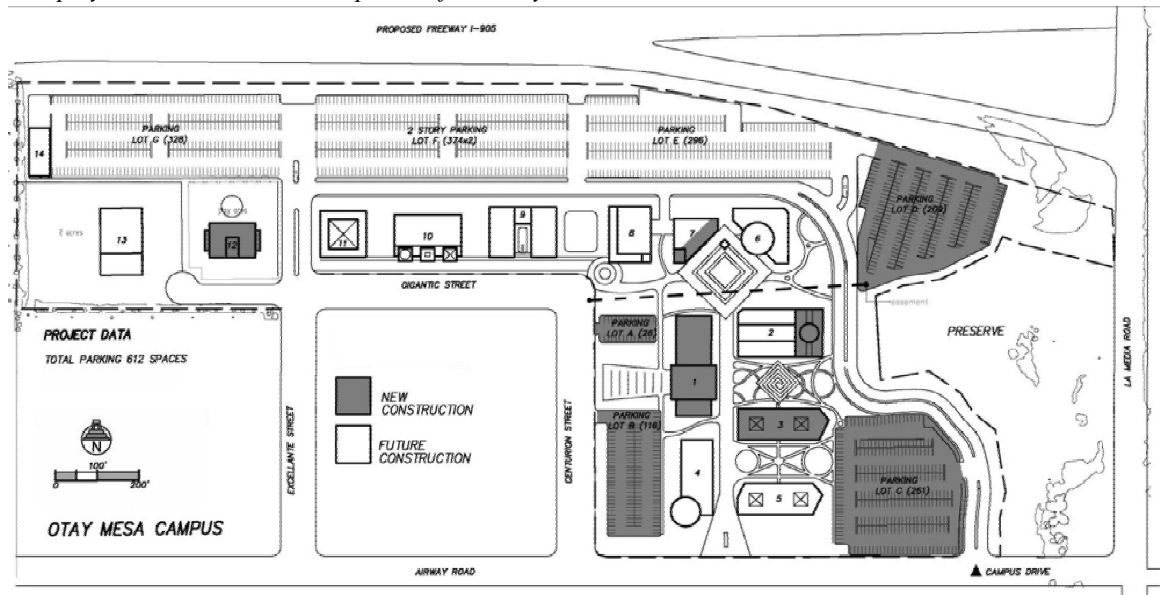 PROPOSED FREEWAY I-905
PARKING
LOT G (328)
2 STORY PARKING
LOT F (374x2)
PARKING
LOT E (296)
14
PARKING
LOT D (209)
13
12
11
10
9
8
7
6
GIGANTIC STREET
easement
PRESERVE
LA MEDIA ROAD
PROJECT DATA
TOTAL PARKING 612 SPACES
PARKING
LOT A (26)
2
1
NEW
CONSTRUCTION
FUTURE
CONSTRUCTION
EXCELLANTE STREET
CENTURION STREET
PARKING
LOT B (116)
3
4
5
PARKING
LOT C (261)
N
100'
0
200'
OTAY MESA CAMPUS
AIRWAY ROAD
CAMPUS DRIVE